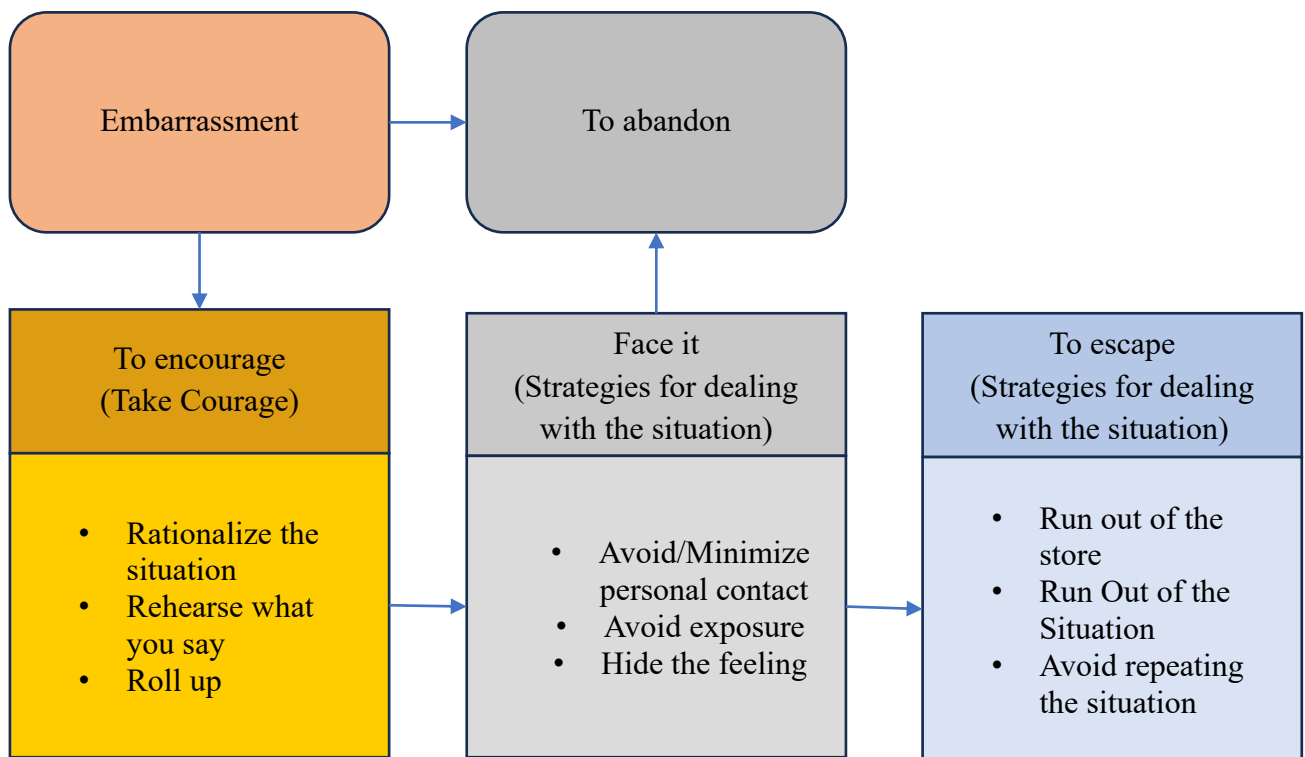 Embarrassment
To abandon
To encourage
(Take Courage)
• Rationalize the
situation
• Rehearse what
you say
• Roll up
Face it
(Strategies for dealing
with the situation)
• Avoid/Minimize
personal contact
• Avoid exposure
• Hide the feeling
To escape
(Strategies for dealing
with the situation)
• Run out of the
store
• Run Out of the
Situation
• Avoid repeating
the situation